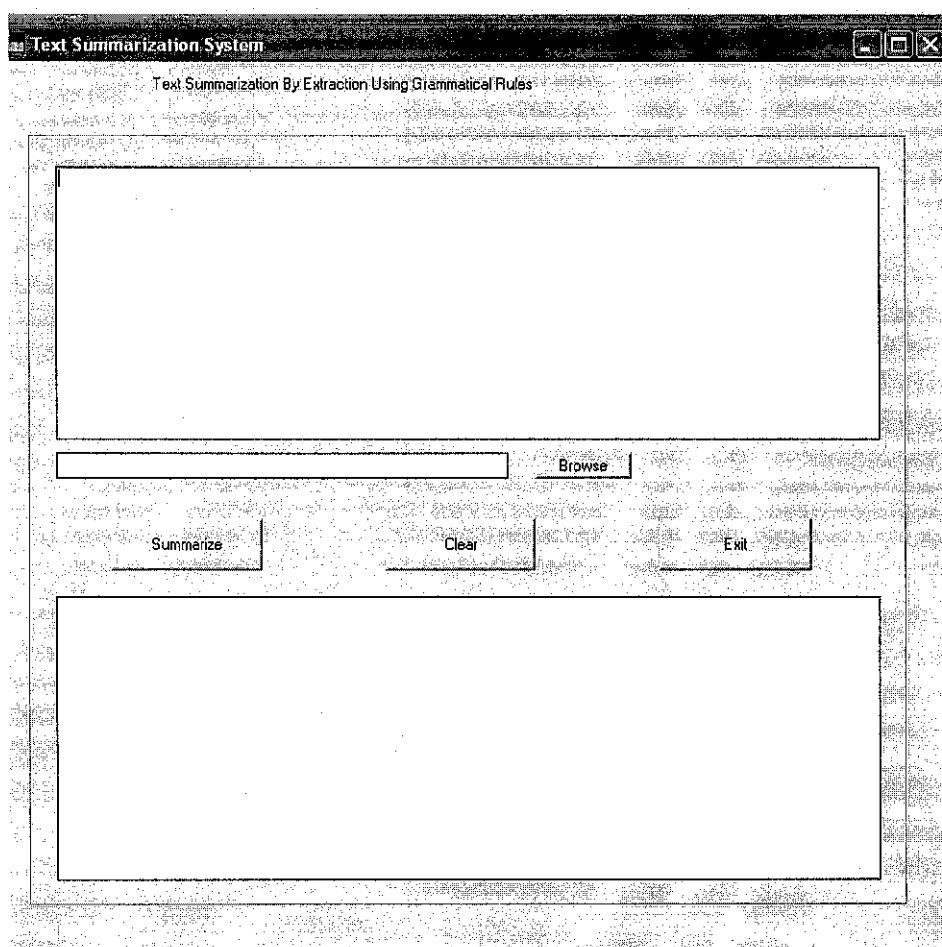 Text Summarization System
Text Summarization By Extraction Using Grammatical Rules
Browse
Summarize
Clear
Exit